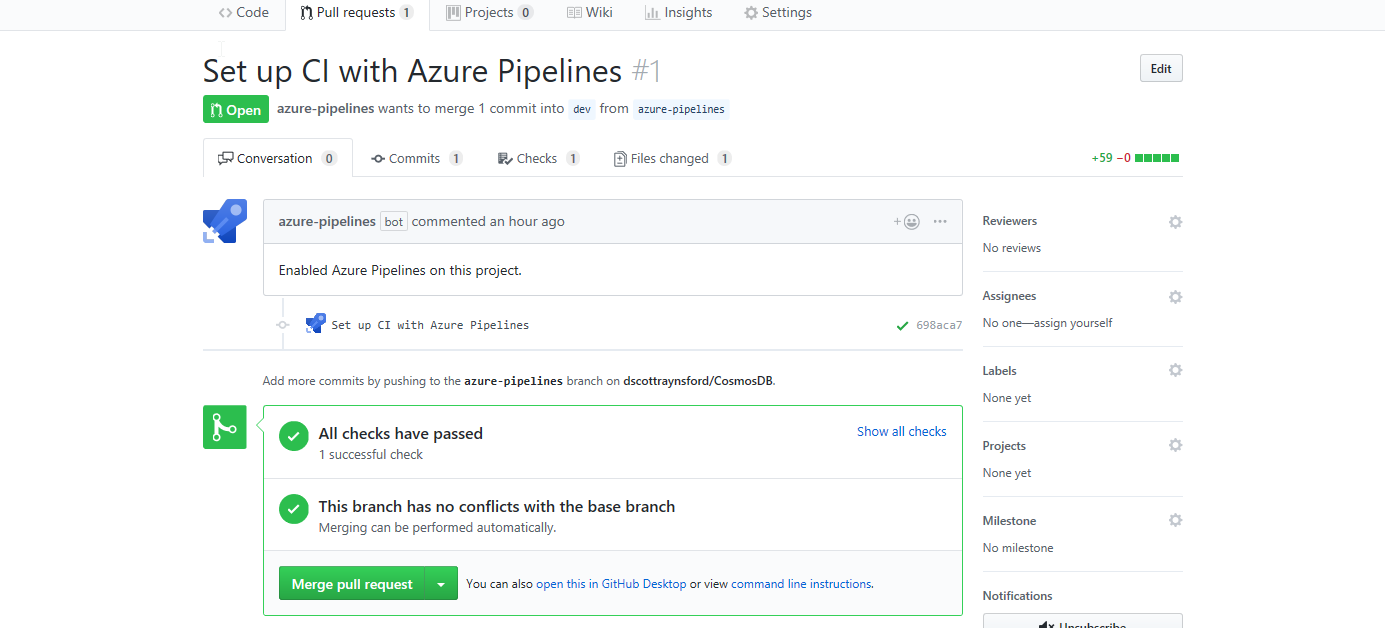 Code Pull requests 1 Projects 0 Wiki Insights Settings
Set up CI with Azure Pipelines #1
Edit
Open azure-pipelines wants to merge 1 commit into dev from azure-pipelines
Conversation 0 Commits 1 Checks 1 Files changed 1 +59 −0
azure-pipelines bot commented an hour ago
Enabled Azure Pipelines on this project.
Set up CI with Azure Pipelines 698aca7
Add more commits by pushing to the azure-pipelines branch on dscottraynsford/CosmosDB.
All checks have passed
1 successful check
Show all checks
This branch has no conflicts with the base branch
Merging can be performed automatically.
Merge pull request You can also open this in GitHub Desktop or view command line instructions.
Reviewers
No reviews
Assignees
No one—assign yourself
Labels
None yet
Projects
None yet
Milestone
No milestone
Notifications
Unsubscribe